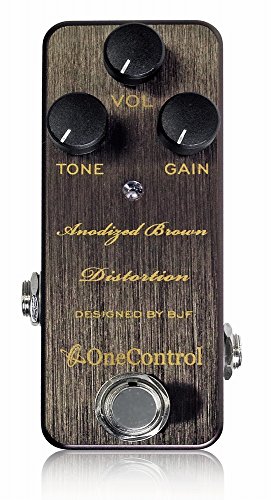 VOL
TONE GAIN
Anodized Brown
Distortion
DESIGNED BY BJF
OneControl